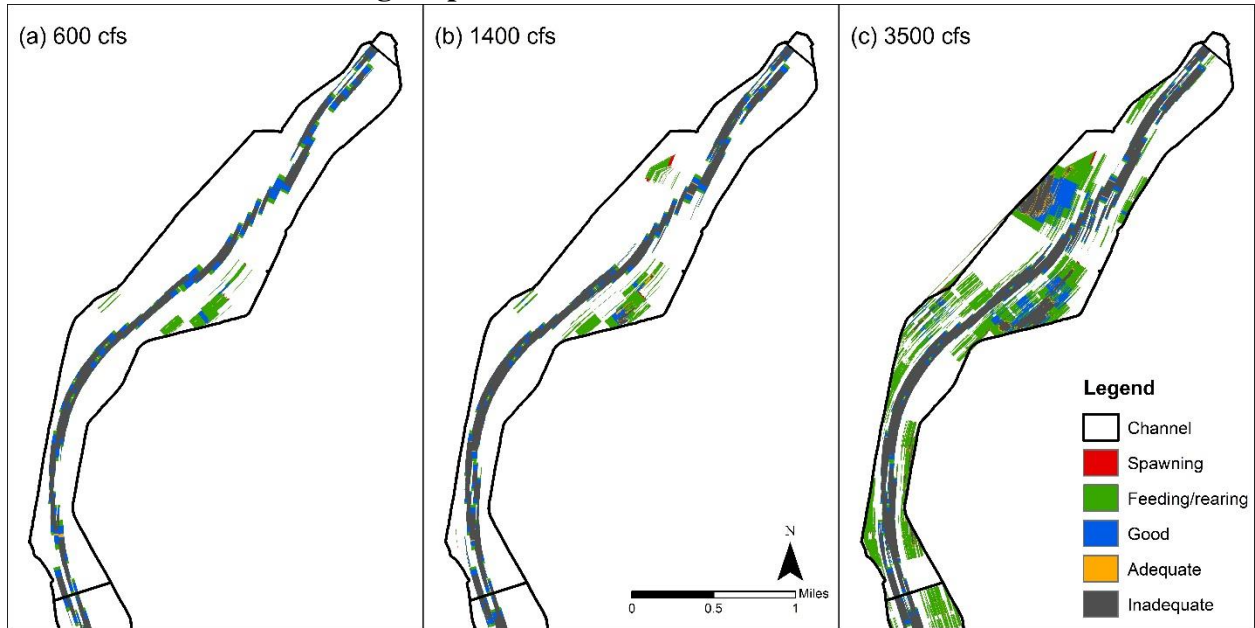 (a) 600 cfs
(b) 1400 cfs
(c) 3500 cfs
N
Miles
0 0.5 1
Legend
Channel
Spawning
Feeding/rearing
Good
Adequate
Inadequate